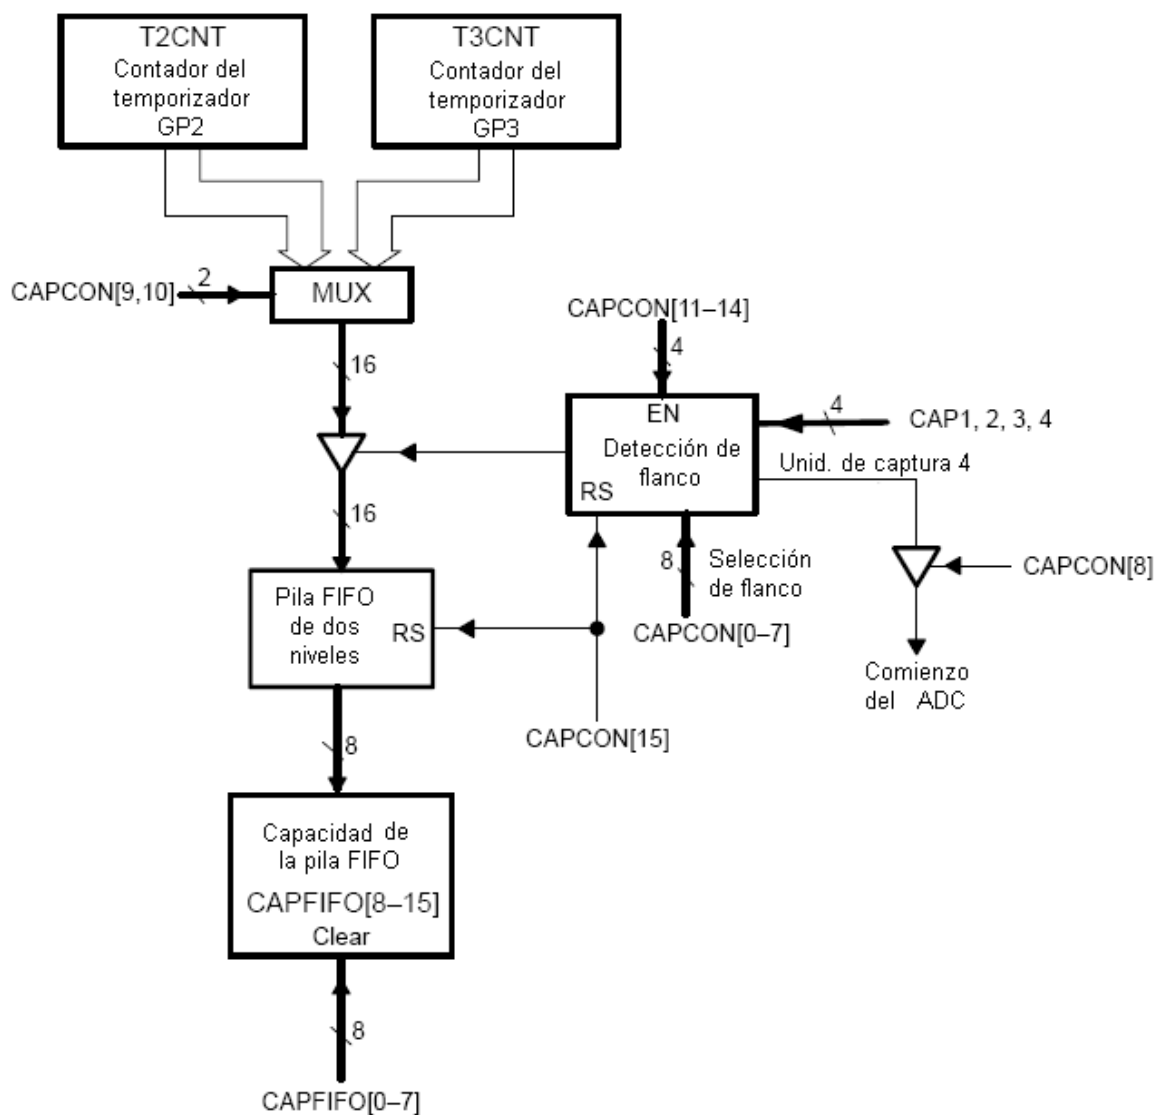 T2CNT
Contador del
temporizador
GP2
T3CNT
Contador del
temporizador
GP3
CAPCON[9,10]
2
MUX
16
CAPCON[11–14]
4
EN
Detección de
flanco
RS
4
CAP1, 2, 3, 4
Unid. de captura 4
16
8
Selección
de flanco
CAPCON[0–7]
CAPCON[8]
Comienzo
del ADC
Pila FIFO
de dos
niveles
RS
CAPCON[15]
8
Capacidad de
la pila FIFO
CAPFIFO[8–15]
Clear
8
CAPFIFO[0–7]